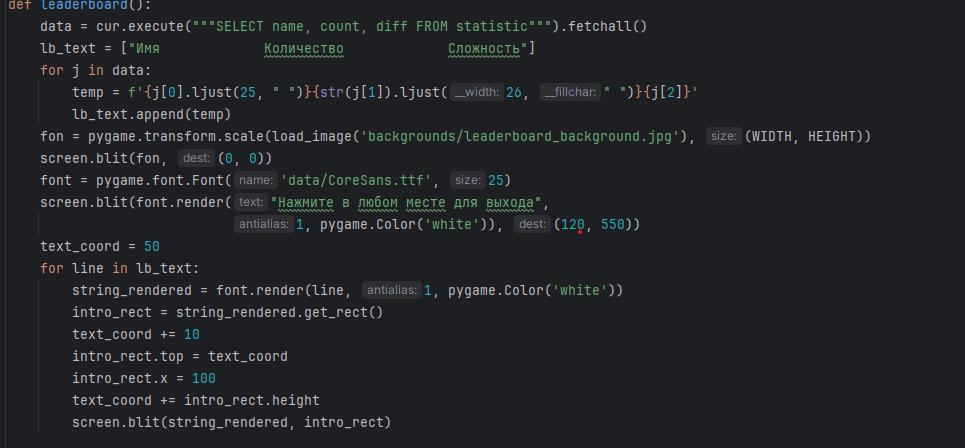 def leaderboard():
    data = cur.execute("""SELECT name, count, diff FROM statistic""").fetchall()
    lb_text = ["Имя             Количество             Сложность"]
    for j in data:
        temp = f'{j[0].ljust(25, " ")}{str(j[1]).ljust(__width: 26, __fillchar: " ")}{j[2]}'
        lb_text.append(temp)
    fon = pygame.transform.scale(load_image('backgrounds/leaderboard_background.jpg'), size: (WIDTH, HEIGHT))
    screen.blit(fon, dest: (0, 0))
    font = pygame.font.Font(name: 'data/CoreSans.ttf', size: 25)
    screen.blit(font.render(text: "Нажмите в любом месте для выхода",
                            antialias: 1, pygame.Color('white')), dest: (120, 550))
    text_coord = 50
    for line in lb_text:
        string_rendered = font.render(line, antialias: 1, pygame.Color('white'))
        intro_rect = string_rendered.get_rect()
        text_coord += 10
        intro_rect.top = text_coord
        intro_rect.x = 100
        text_coord += intro_rect.height
        screen.blit(string_rendered, intro_rect)